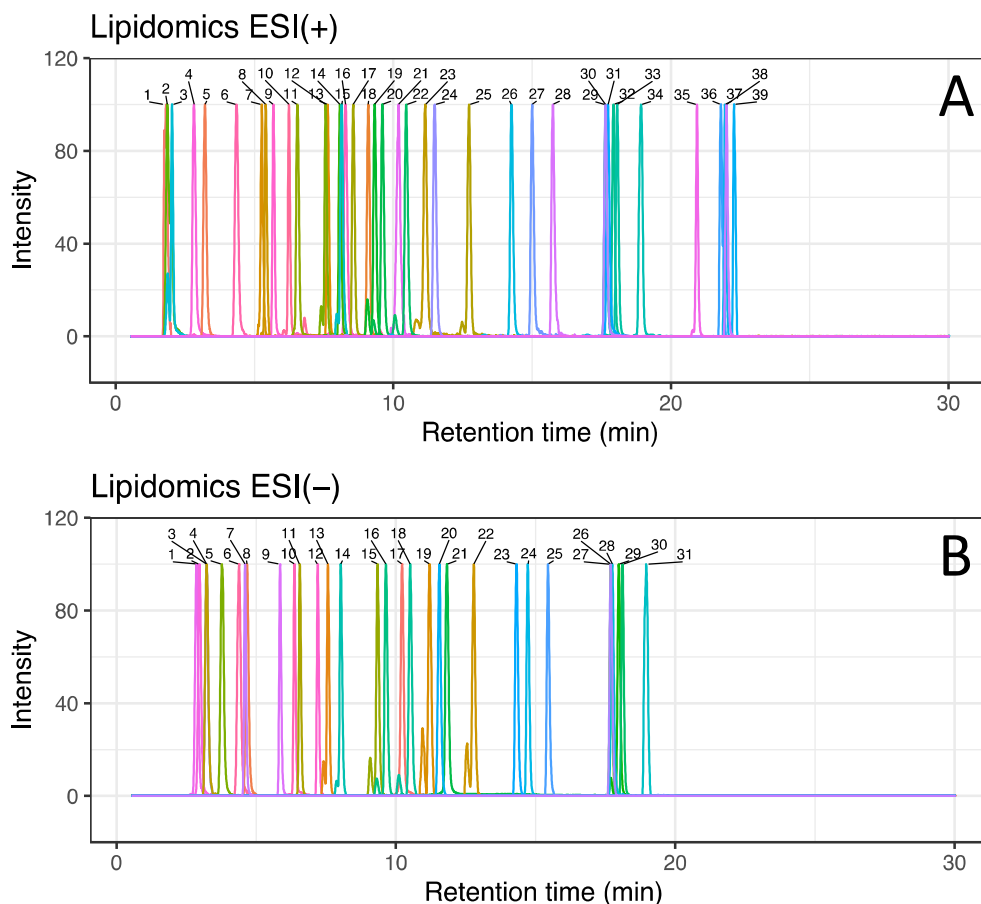 Lipidomics ESI(+)
A
120
80
40
0
Intensity
4 8 10 12 14 16 17 19 21 23 30 31 33 38
2
1 3 5 6 7 9 11 13 15 18 20 22 24 25 26 27 28 29 32 34 35 36 37 39
0 10 20 30
Retention time (min)
Lipidomics ESI(−)
B
120
80
40
0
Intensity
3 4 7 11 13 16 18 20 22 26 28 30
1 2 5 6 8 9 10 12 14 15 17 19 21 23 24 25 27 29 31
0 10 20 30
Retention time (min)